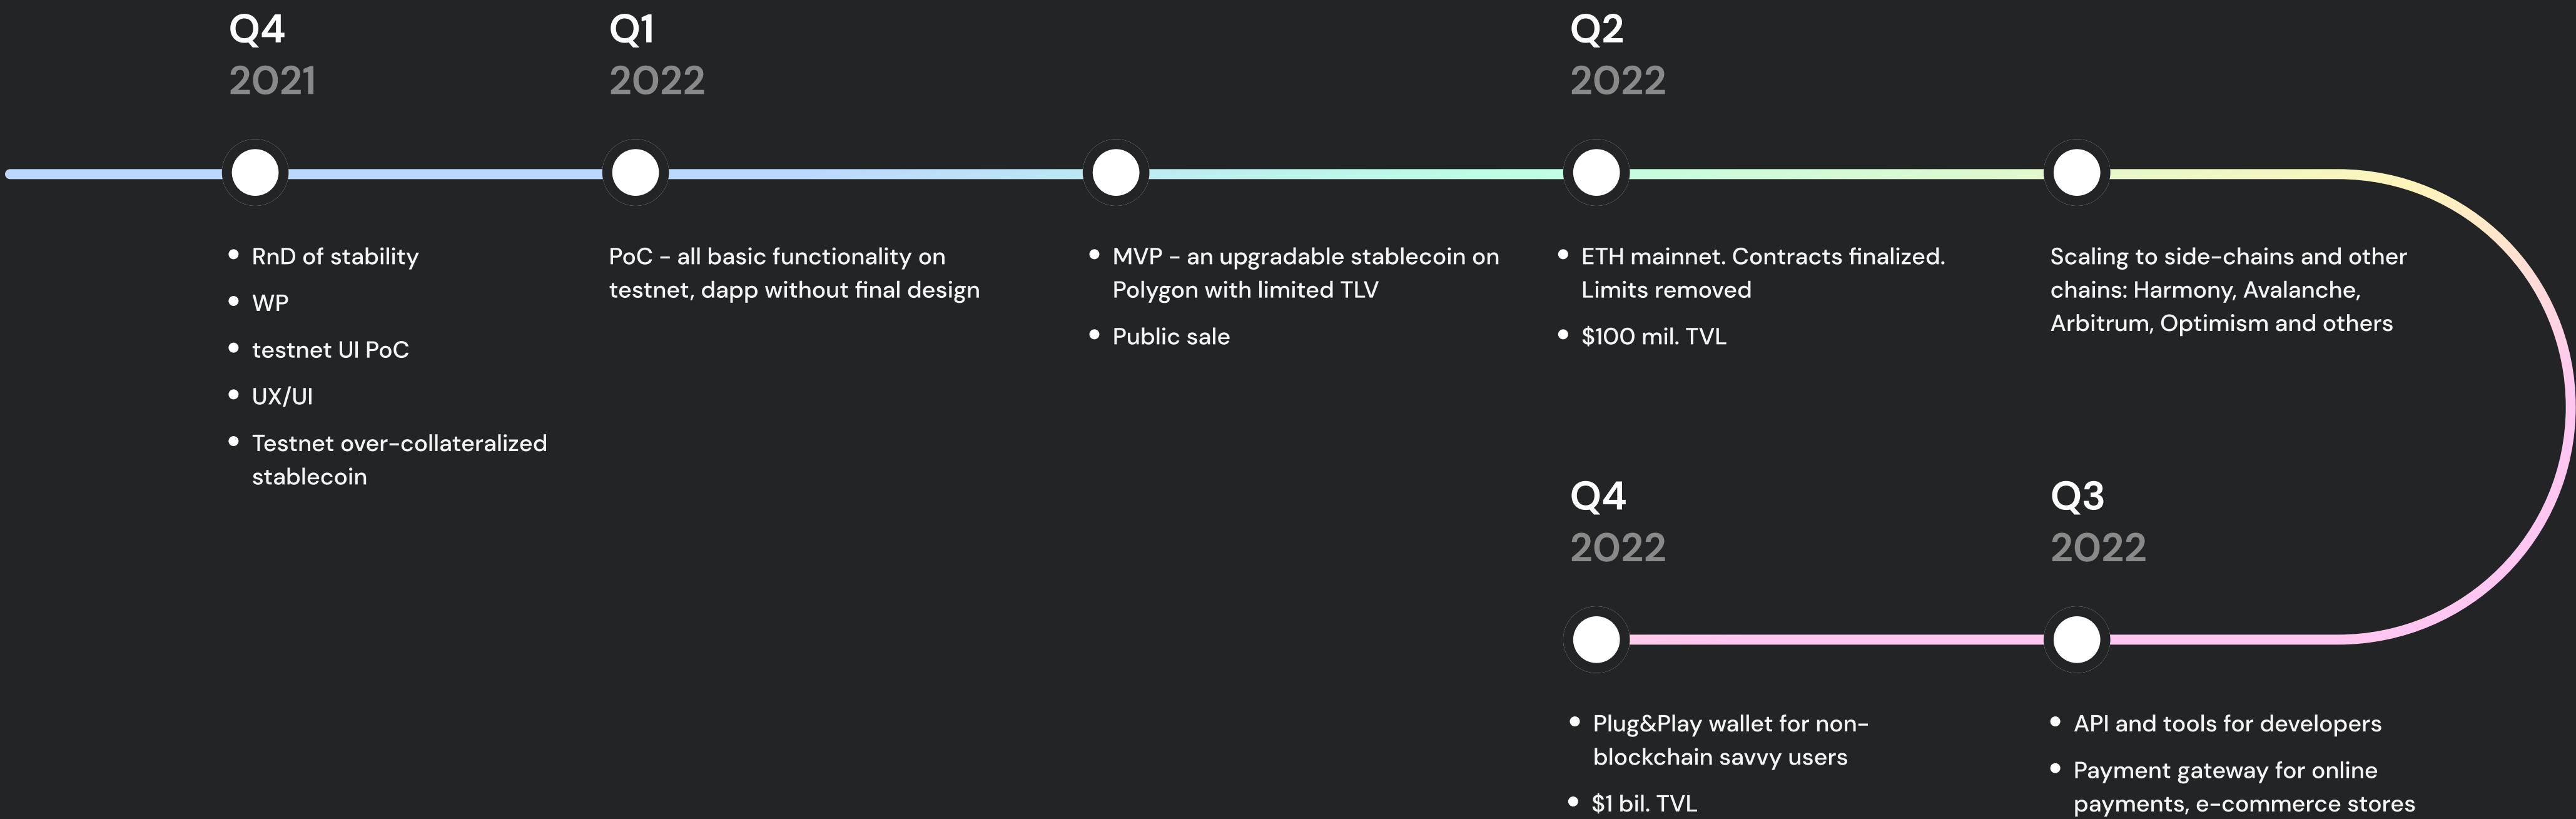 Q4
2021
Q1
2022
Q2
2022
• RnD of stability
• WP
• testnet UI PoC
• UX/UI
• Testnet over-collateralized
stablecoin
PoC - all basic functionality on
testnet, dapp without final design
• MVP - an upgradable stablecoin on
Polygon with limited TLV
• Public sale
• ETH mainnet. Contracts finalized.
Limits removed
• $100 mil. TVL
Scaling to side-chains and other
chains: Harmony, Avalanche,
Arbitrum, Optimism and others
Q3
2022
• API and tools for developers
• Payment gateway for online
payments, e-commerce stores
Q4
2022
• Plug&Play wallet for non-
blockchain savvy users
• $1 bil. TVL